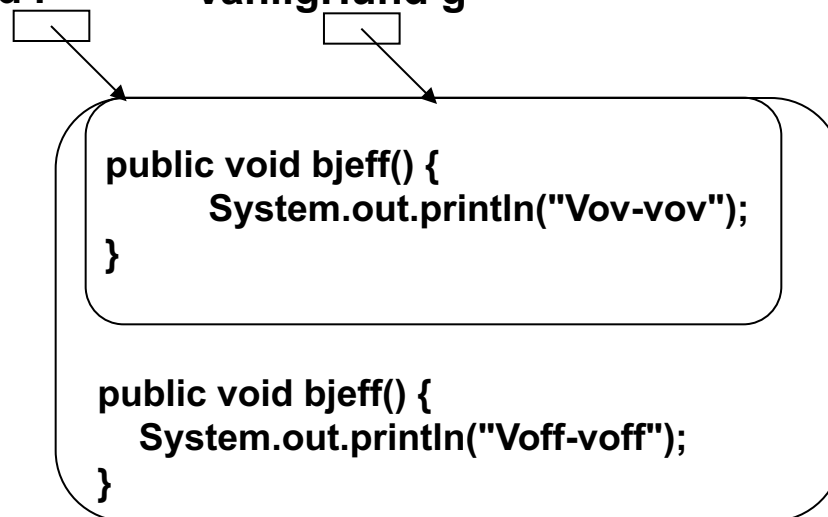 public void bjeff() {
System.out.println("Vov-vov");
}
public void bjeff() {
System.out.println("Voff-voff");
}